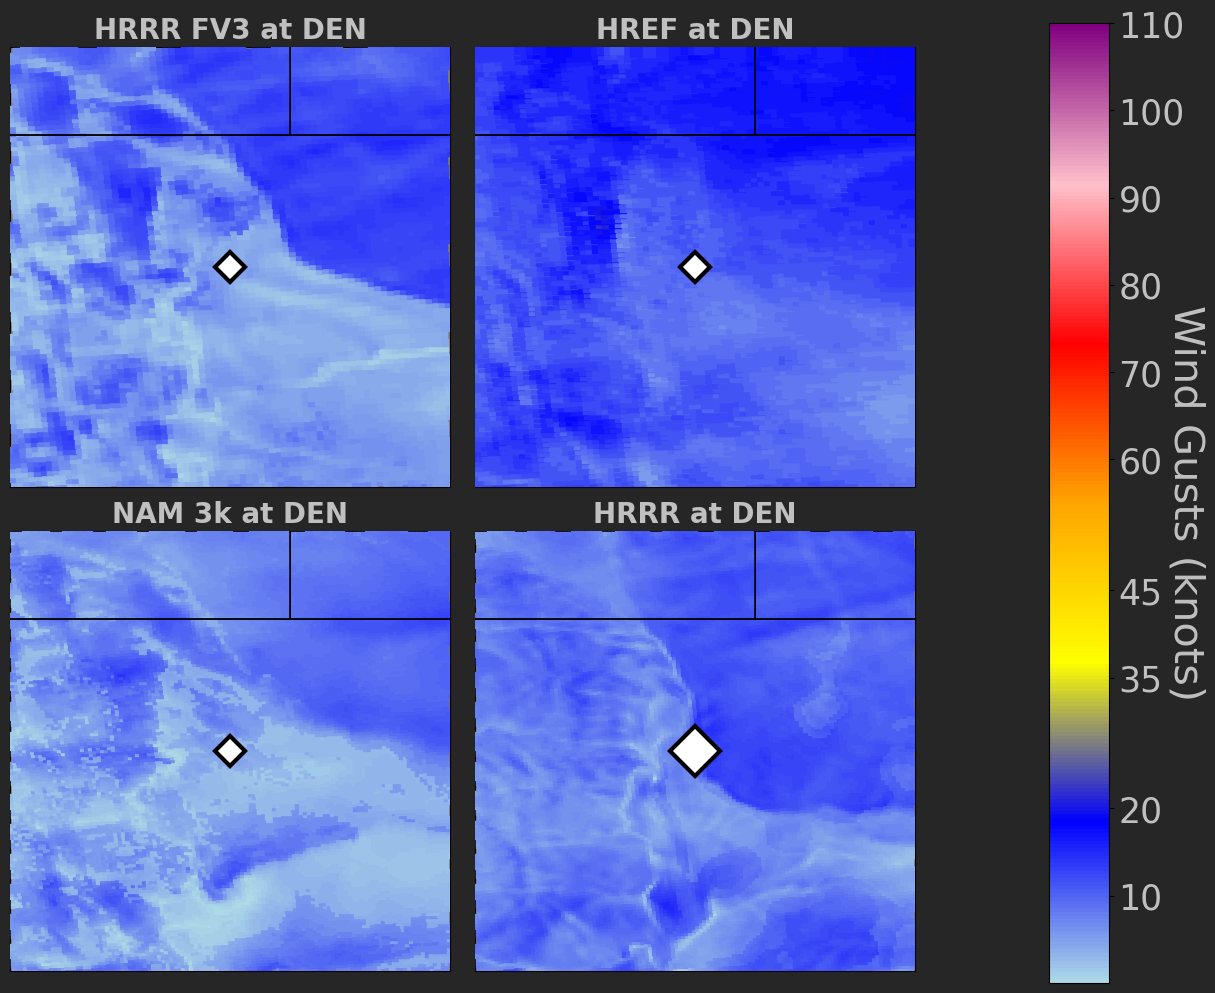 HRRR FV3 at DEN
HREF at DEN
NAM 3k at DEN
HRRR at DEN
110
100
90
80
70
60
45
35
20
10
Wind Gusts (knots)